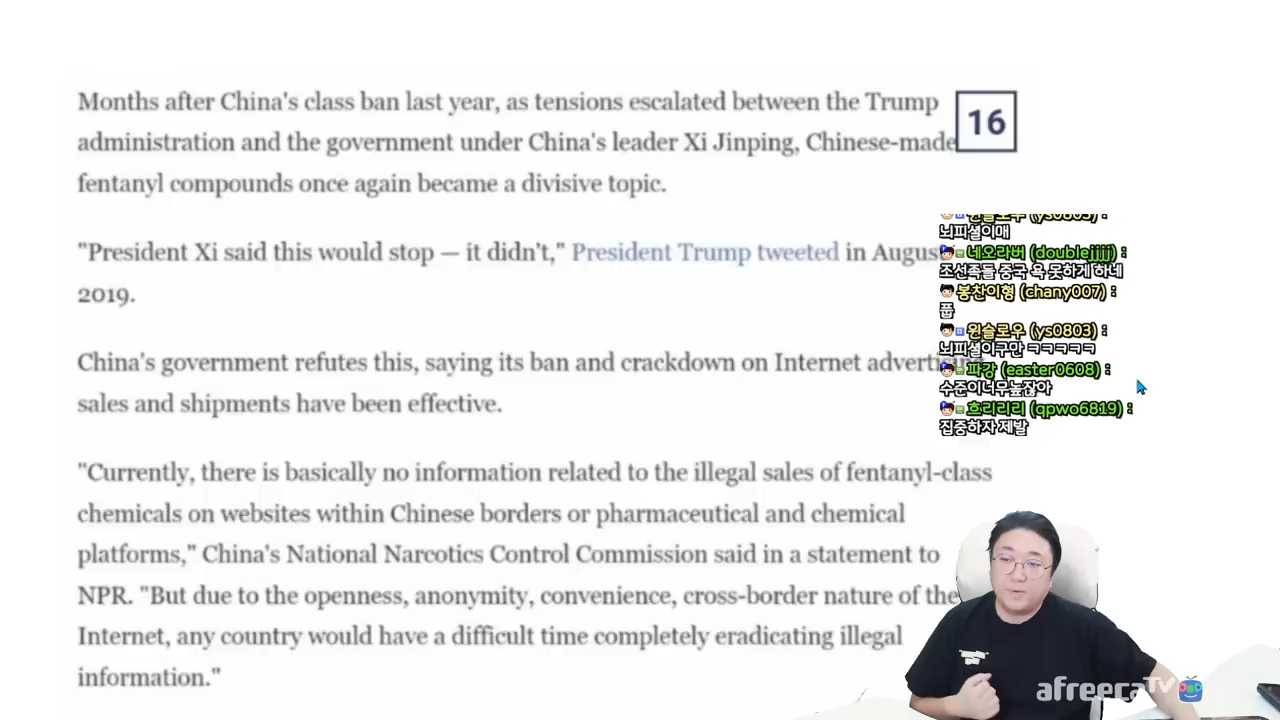 Months after China's class ban last year, as tensions escalated between the Trump
administration and the government under China's leader Xi Jinping, Chinese-made
fentanyl compounds once again became a divisive topic.
16
"President Xi said this would stop — it didn't," President Trump tweeted in Augus
2019.
China's government refutes this, saying its ban and crackdown on Internet advertising
sales and shipments have been effective.
"Currently, there is basically no information related to the illegal sales of fentanyl-class
chemicals on websites within Chinese borders or pharmaceutical and chemical
platforms," China's National Narcotics Control Commission said in a statement to
NPR. "But due to the openness, anonymity, convenience, cross-border nature of the
Internet, any country would have a difficult time completely eradicating illegal
information."
윈슬로우 (ys0803) :
뇌피셜이매
네오라버 (doublejjjj) :
조선족들 중국 욕 못하게 하네
봉찬이형 (chany007) :
풉
윈슬로우 (ys0803) :
뇌피셜이구만 ㅋㅋㅋㅋㅋ
파강 (easter0608) :
수준이너무높잖아
흐리리리 (qpwo6819) :
집중하자 제발
afreecaTV